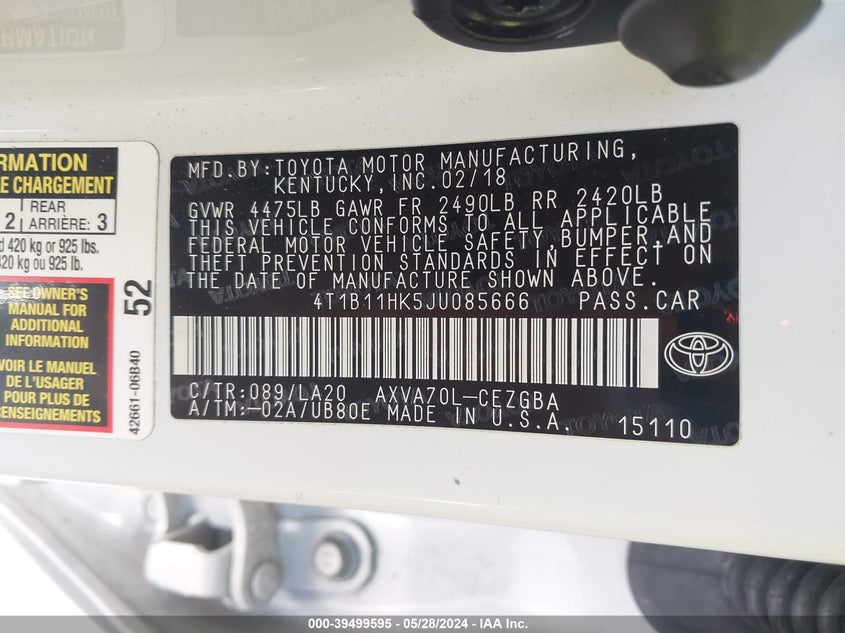 MFD.BY:TOYOTA MOTOR MANUFACTURING,
KENTUCKY,INC.02/18
GVWR 4475LB GAWR FR 2490LB RR 2420LB
THIS VEHICLE CONFORMS TO ALL APPLICABLE
FEDERAL MOTOR VEHICLE SAFETY,BUMPER,AND
THEFT PREVENTION STANDARDS IN EFFECT ON
THE DATE OF MANUFACTURE SHOWN ABOVE.
4T1B11HK5JU085666 PASS.CAR
C/TR:089/LA20 AXVA70L-CEZGBA
A/TM:-02A/UB80E MADE IN U.S.A. 15110
RMATION
E CHARGEMENT
2 REAR
ARRIÈRE: 3
d 420 kg or 925 lbs.
420 kg ou 925 lb.
SEE OWNER'S
MANUAL FOR
ADDITIONAL
INFORMATION
VOIR LE MANUEL
DE L'USAGER
POUR PLUS DE
RENSEIGNEMENTS
52
42661-06B40
TOYOTA
000-39499595 - 05/28/2024 - IAA Inc.